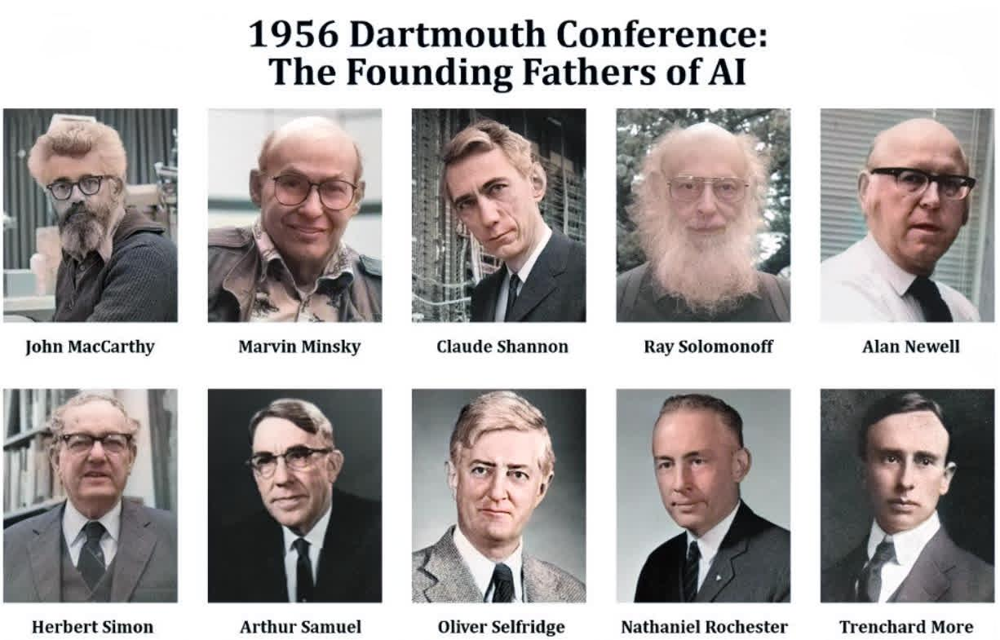 1956 Dartmouth Conference:
The Founding Fathers of AI
John MacCarthy
Marvin Minsky
Claude Shannon
Ray Solomonoff
Alan Newell
Herbert Simon
Arthur Samuel
Oliver Selfridge
Nathaniel Rochester
Trenchard More